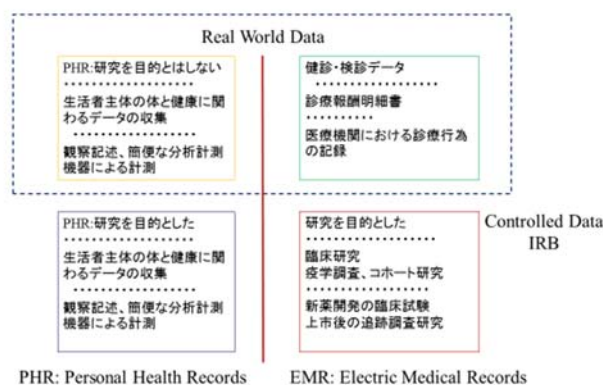 Real World Data
PHR:研究を目的とはしない
生活者主体の体と健康に関
わるデータの収集
観察記述、簡便な分析計測
機器による計測
健診・検診データ
診療報酬明細書
医療機関における診療行為
の記録
PHR:研究を目的とした
生活者主体の体と健康に関
わるデータの収集
観察記述、簡便な分析計測
機器による計測
研究を目的とした
臨床研究
疫学調査、コホート研究
新薬開発の臨床試験
上市後の追跡調査研究
Controlled Data
IRB
PHR: Personal Health Records
EMR: Electric Medical Records